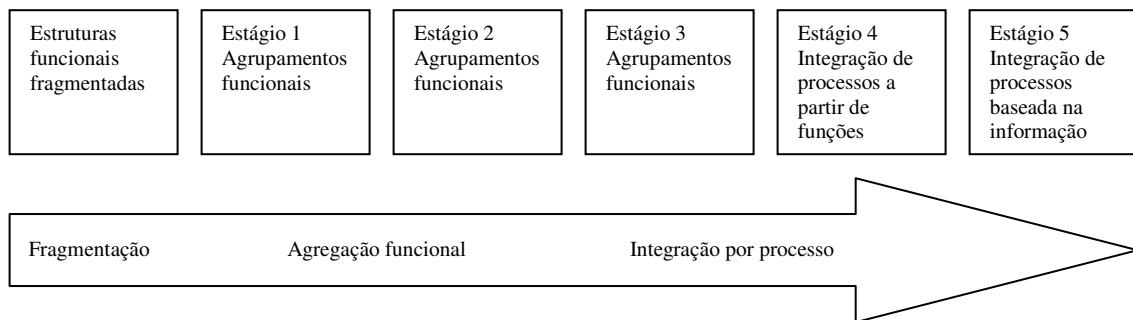 Estruturas
funcionais
fragmentadas
Estágio 1
Agrupamentos
funcionais
Estágio 2
Agrupamentos
funcionais
Estágio 3
Agrupamentos
funcionais
Estágio 4
Integração de
processos a
partir de
funções
Estágio 5
Integração de
processos
baseada na
informação
Fragmentação
Agregação funcional
Integração por processo